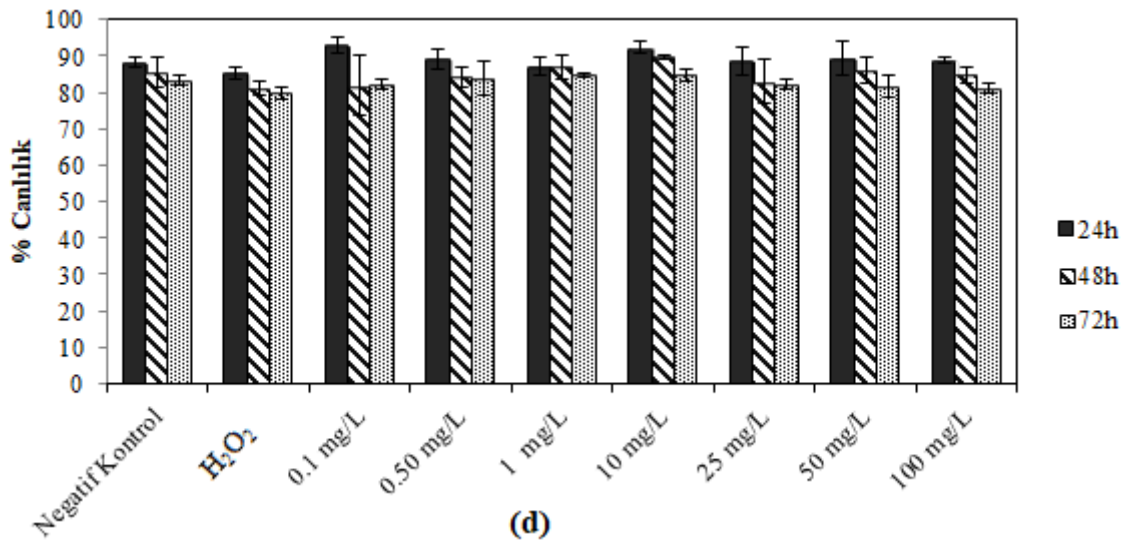 100
90
80
70
60
50
40
30
20
10
0
% Canlılık
24h
48h
72h
Negatif Kontrol
H₂O₂
0.1 mg/L
0.50 mg/L
1 mg/L
10 mg/L
25 mg/L
50 mg/L
100 mg/L
(d)